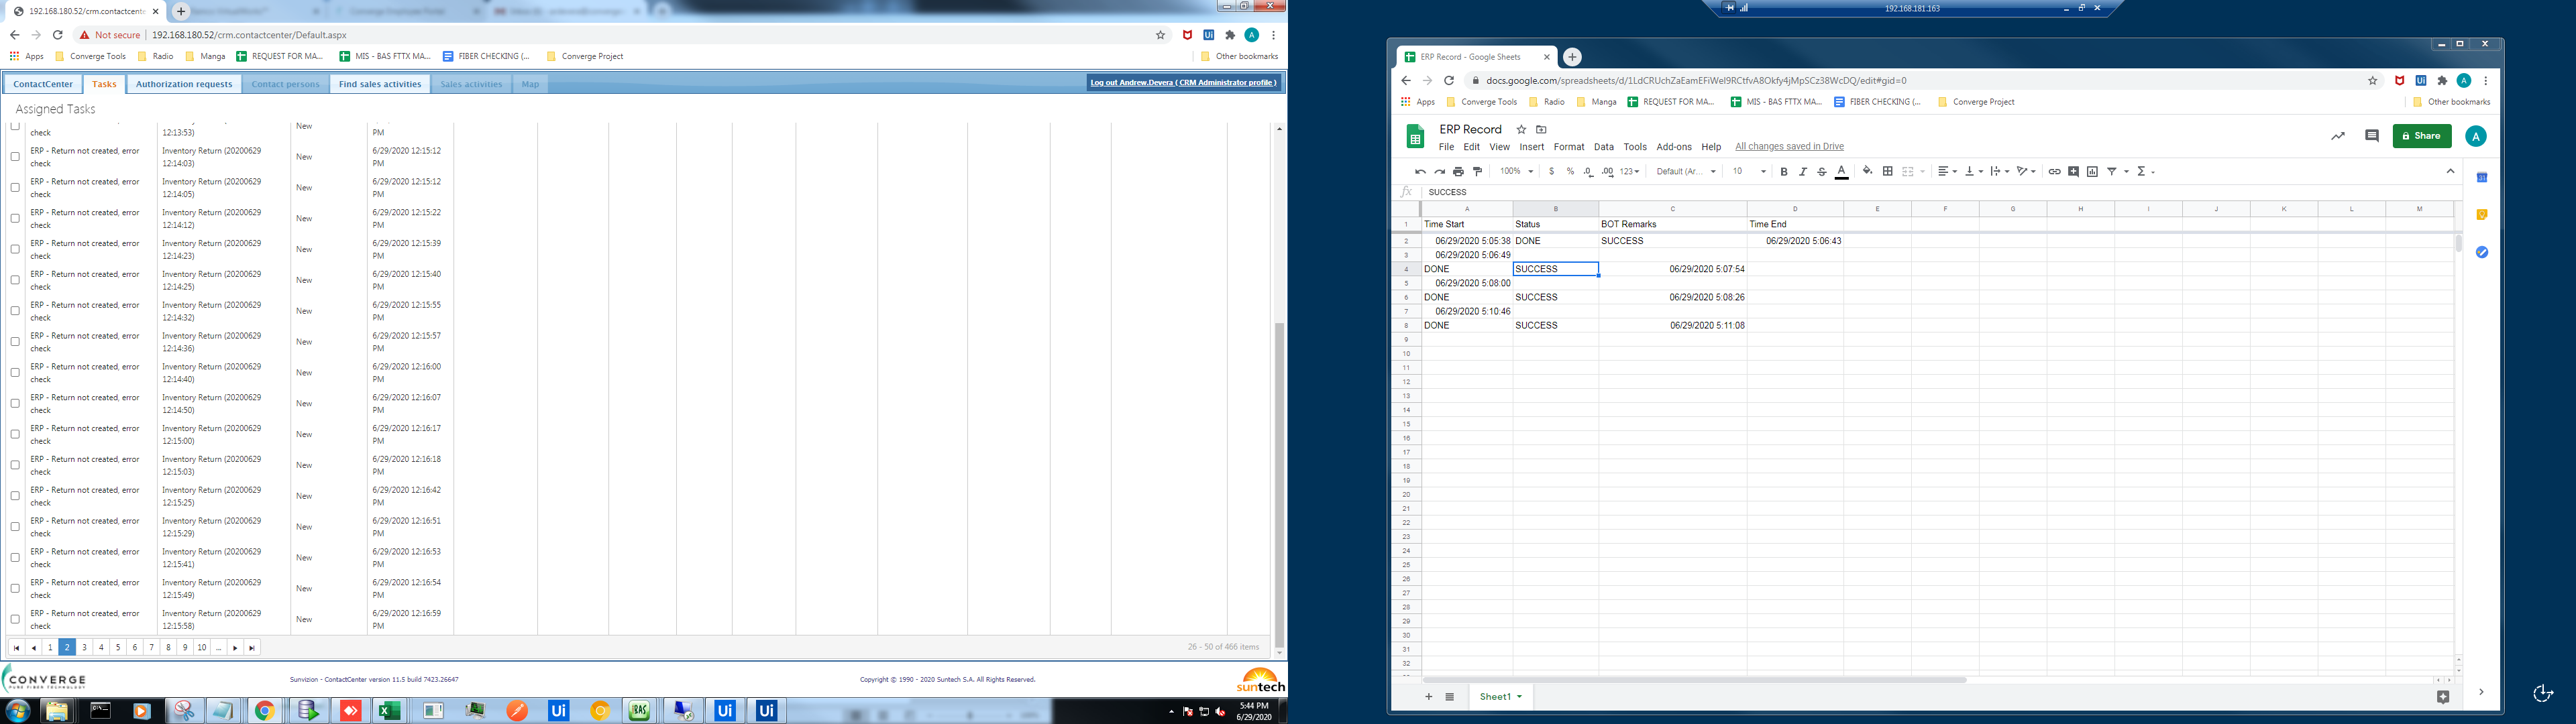 192.168.180.52/crm.contactcente
Not secure | 192.168.180.52/crm.contactcenter/Default.aspx
Apps Converge Tools Radio Manga REQUEST FOR MA... MIS - BAS FTTX MA... FIBER CHECKING (... Converge Project Other bookmarks
ContactCenter Tasks Authorization requests Contact persons Find sales activities Sales activities Map Log out Andrew.Devera ( CRM Administrator profile )
Assigned Tasks
check 12:13:53) New PM
ERP - Return not created, error Inventory Return (20200629 6/29/2020 12:15:12
check 12:14:03) New PM
ERP - Return not created, error Inventory Return (20200629 6/29/2020 12:15:12
check 12:14:05) New PM
ERP - Return not created, error Inventory Return (20200629 6/29/2020 12:15:22
check 12:14:12) New PM
ERP - Return not created, error Inventory Return (20200629 6/29/2020 12:15:39
check 12:14:23) New PM
ERP - Return not created, error Inventory Return (20200629 6/29/2020 12:15:40
check 12:14:25) New PM
ERP - Return not created, error Inventory Return (20200629 6/29/2020 12:15:55
check 12:14:32) New PM
ERP - Return not created, error Inventory Return (20200629 6/29/2020 12:15:57
check 12:14:36) New PM
ERP - Return not created, error Inventory Return (20200629 6/29/2020 12:16:00
check 12:14:40) New PM
ERP - Return not created, error Inventory Return (20200629 6/29/2020 12:16:07
check 12:14:50) New PM
ERP - Return not created, error Inventory Return (20200629 6/29/2020 12:16:17
check 12:15:00) New PM
ERP - Return not created, error Inventory Return (20200629 6/29/2020 12:16:18
check 12:15:03) New PM
ERP - Return not created, error Inventory Return (20200629 6/29/2020 12:16:42
check 12:15:25) New PM
ERP - Return not created, error Inventory Return (20200629 6/29/2020 12:16:51
check 12:15:29) New PM
ERP - Return not created, error Inventory Return (20200629 6/29/2020 12:16:53
check 12:15:41) New PM
ERP - Return not created, error Inventory Return (20200629 6/29/2020 12:16:54
check 12:15:49) New PM
ERP - Return not created, error Inventory Return (20200629 6/29/2020 12:16:59
check 12:15:58) New PM
1 2 3 4 5 6 7 8 9 10 ... 26 - 50 of 466 items
CONVERGE
PURE FIBER TECHNOLOGY
Sunvizion - ContactCenter version 11.5 build 7423.26647 Copyright © 1990 - 2020 Suntech S.A. All Rights Reserved.
suntech
5:44 PM
6/29/2020
192.168.181.163
ERP Record - Google Sheets
docs.google.com/spreadsheets/d/1LdCRUchZaEamEFiWeI9RCtfvA8Okfy4jMpSCz38WcDQ/edit#gid=0
Apps Converge Tools Radio Manga REQUEST FOR MA... MIS - BAS FTTX MA... FIBER CHECKING (... Converge Project Other bookmarks
ERP Record
File Edit View Insert Format Data Tools Add-ons Help All changes saved in Drive
Share A
100% $ % .0 .00 123 Default (Ar... 10 B I S A
fx SUCCESS
A B C D E F G H I J K L M
1 Time Start Status BOT Remarks Time End
2 06/29/2020 5:05:38 DONE SUCCESS 06/29/2020 5:06:43
3 06/29/2020 5:06:49
4 DONE SUCCESS 06/29/2020 5:07:54
5 06/29/2020 5:08:00
6 DONE SUCCESS 06/29/2020 5:08:26
7 06/29/2020 5:10:46
8 DONE SUCCESS 06/29/2020 5:11:08
9
10
11
12
13
14
15
16
17
18
19
20
21
22
23
24
25
26
27
28
29
30
31
32
Sheet1